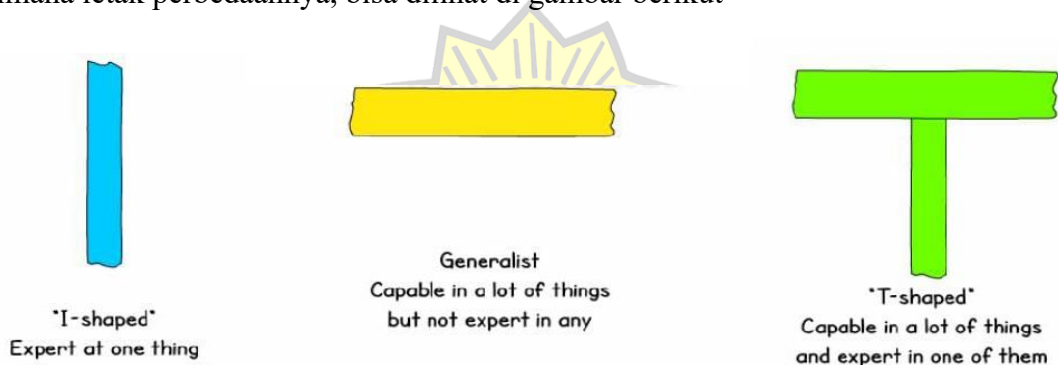 letak perbedaannya, bisa dilihat di gambar berikut
"I-shaped"
Expert at one thing
Generalist
Capable in a lot of things
but not expert in any
"T-shaped"
Capable in a lot of things
and expert in one of them